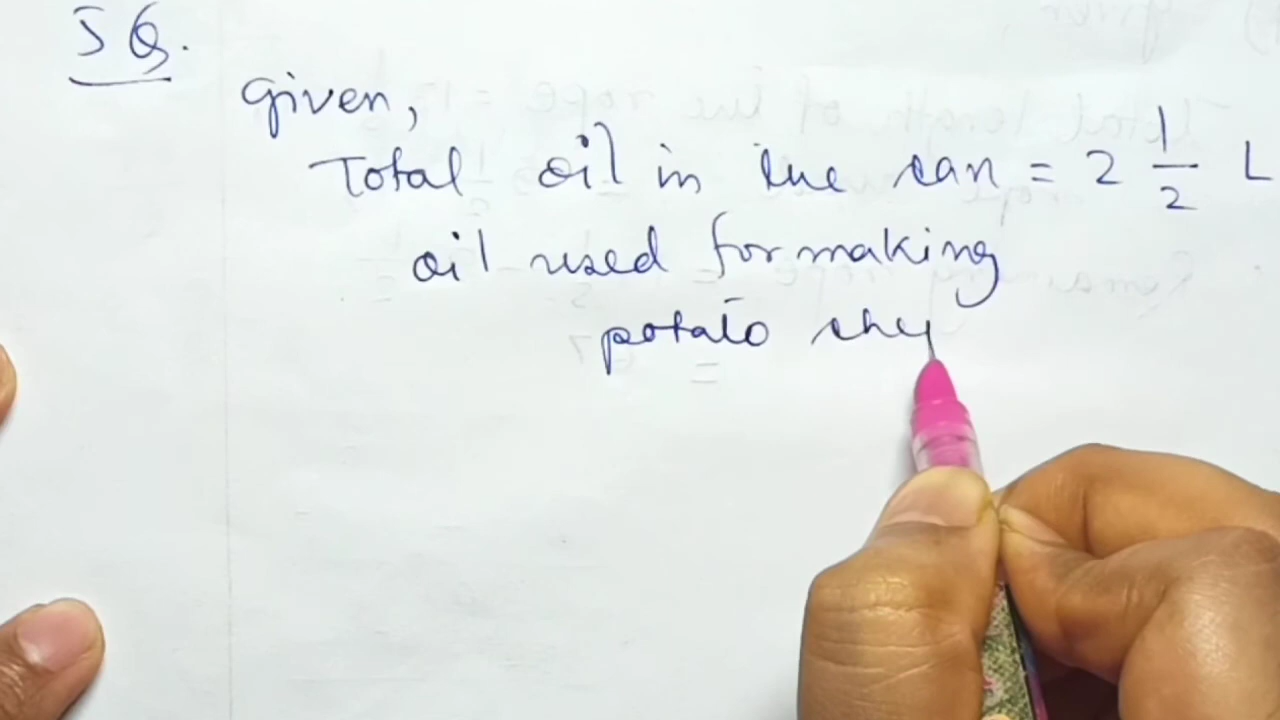 5Q.
Given,
Total oil in the can = 2 1/2 L
oil used for making
potato